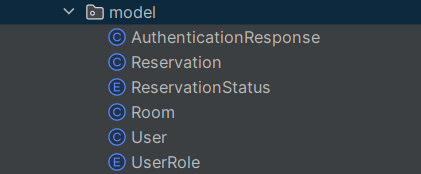 model
C AuthenticationResponse
C Reservation
E ReservationStatus
C Room
C User
E UserRole